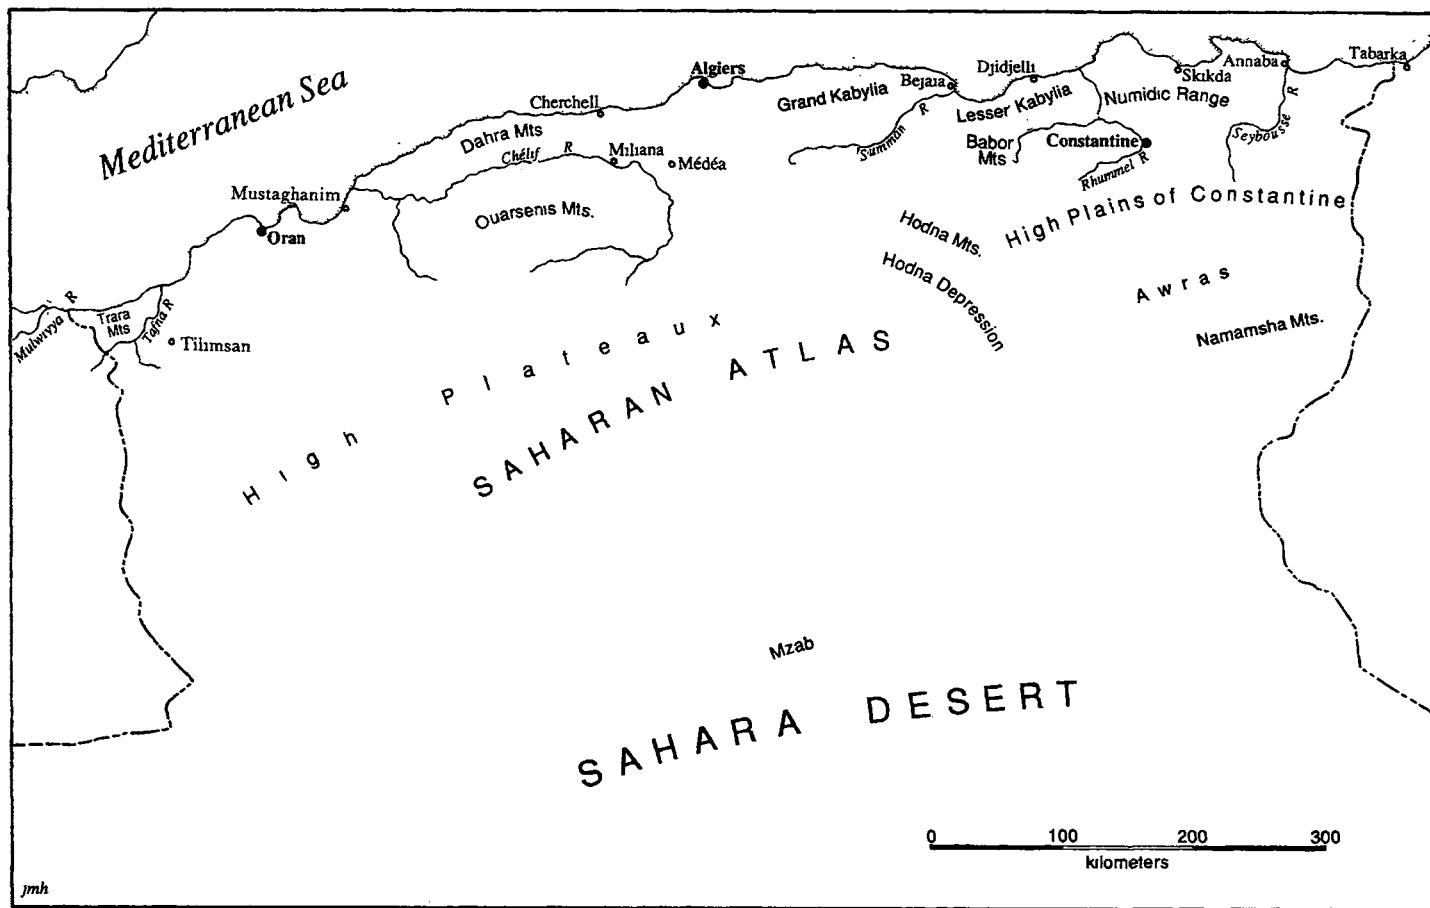 Mediterranean Sea
Algiers
Cherchell
Dahra Mts
Chélif R
Miliana
Médéa
Mustaghanim
Ouarsenis Mts.
Oran
Mulwiyya R
Trara
Mts
Tafna R
Tilimsan
Grand Kabylia
Bejaia
Summan R
Djidjelli
Lesser Kabylia
Babor
Mts
Skikda
Numidic Range
Constantine
Rhummel R
Annaba
Seybousse R
Tabarka
High Plains of Constantine
Hodna Mts.
Hodna Depression
Awras
Namamsha Mts.
High Plateaux
SAHARAN ATLAS
Mzab
SAHARA DESERT
0 100 200 300
kilometers
jmh